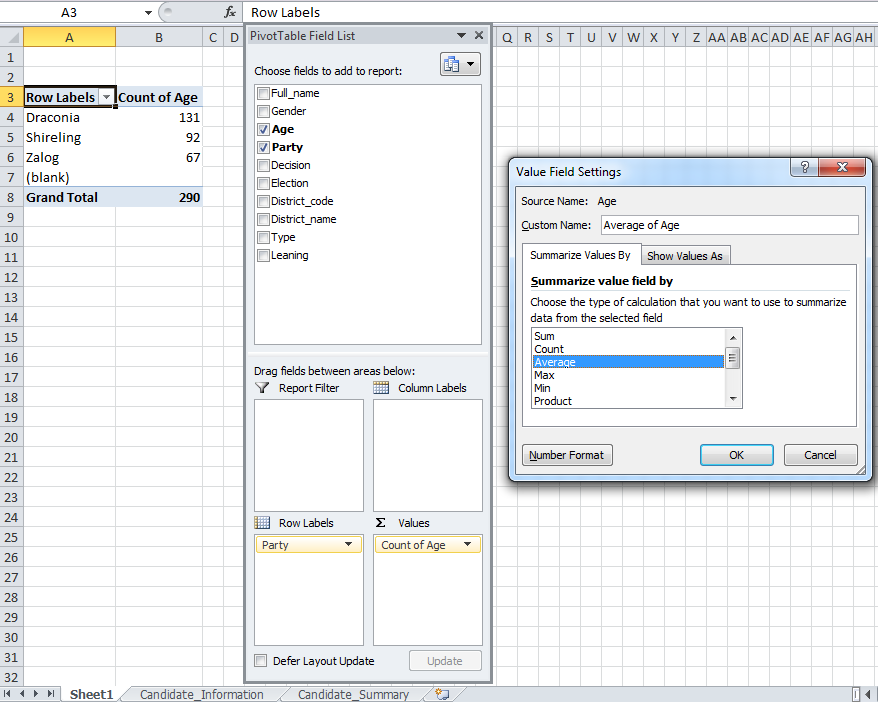 A3 fx Row Labels
A B C D
Q R S T U V W X Y Z AA AB AC AD AE AF AG AH
1
2
3 Row Labels Count of Age
4 Draconia 131
5 Shireling 92
6 Zalog 67
7 (blank)
8 Grand Total 290
9
10
11
12
13
14
15
16
17
18
19
20
21
22
23
24
25
26
27
28
29
30
31
32
PivotTable Field List
Choose fields to add to report:
Full_name
Gender
Age
Party
Decision
Election
District_code
District_name
Type
Leaning
Drag fields between areas below:
Report Filter Column Labels
Row Labels Σ Values
Party Count of Age
Defer Layout Update Update
Value Field Settings
Source Name: Age
Custom Name: Average of Age
Summarize Values By Show Values As
Summarize value field by
Choose the type of calculation that you want to use to summarize
data from the selected field
Sum
Count
Average
Max
Min
Product
Number Format OK Cancel
Sheet1 Candidate_Information Candidate_Summary